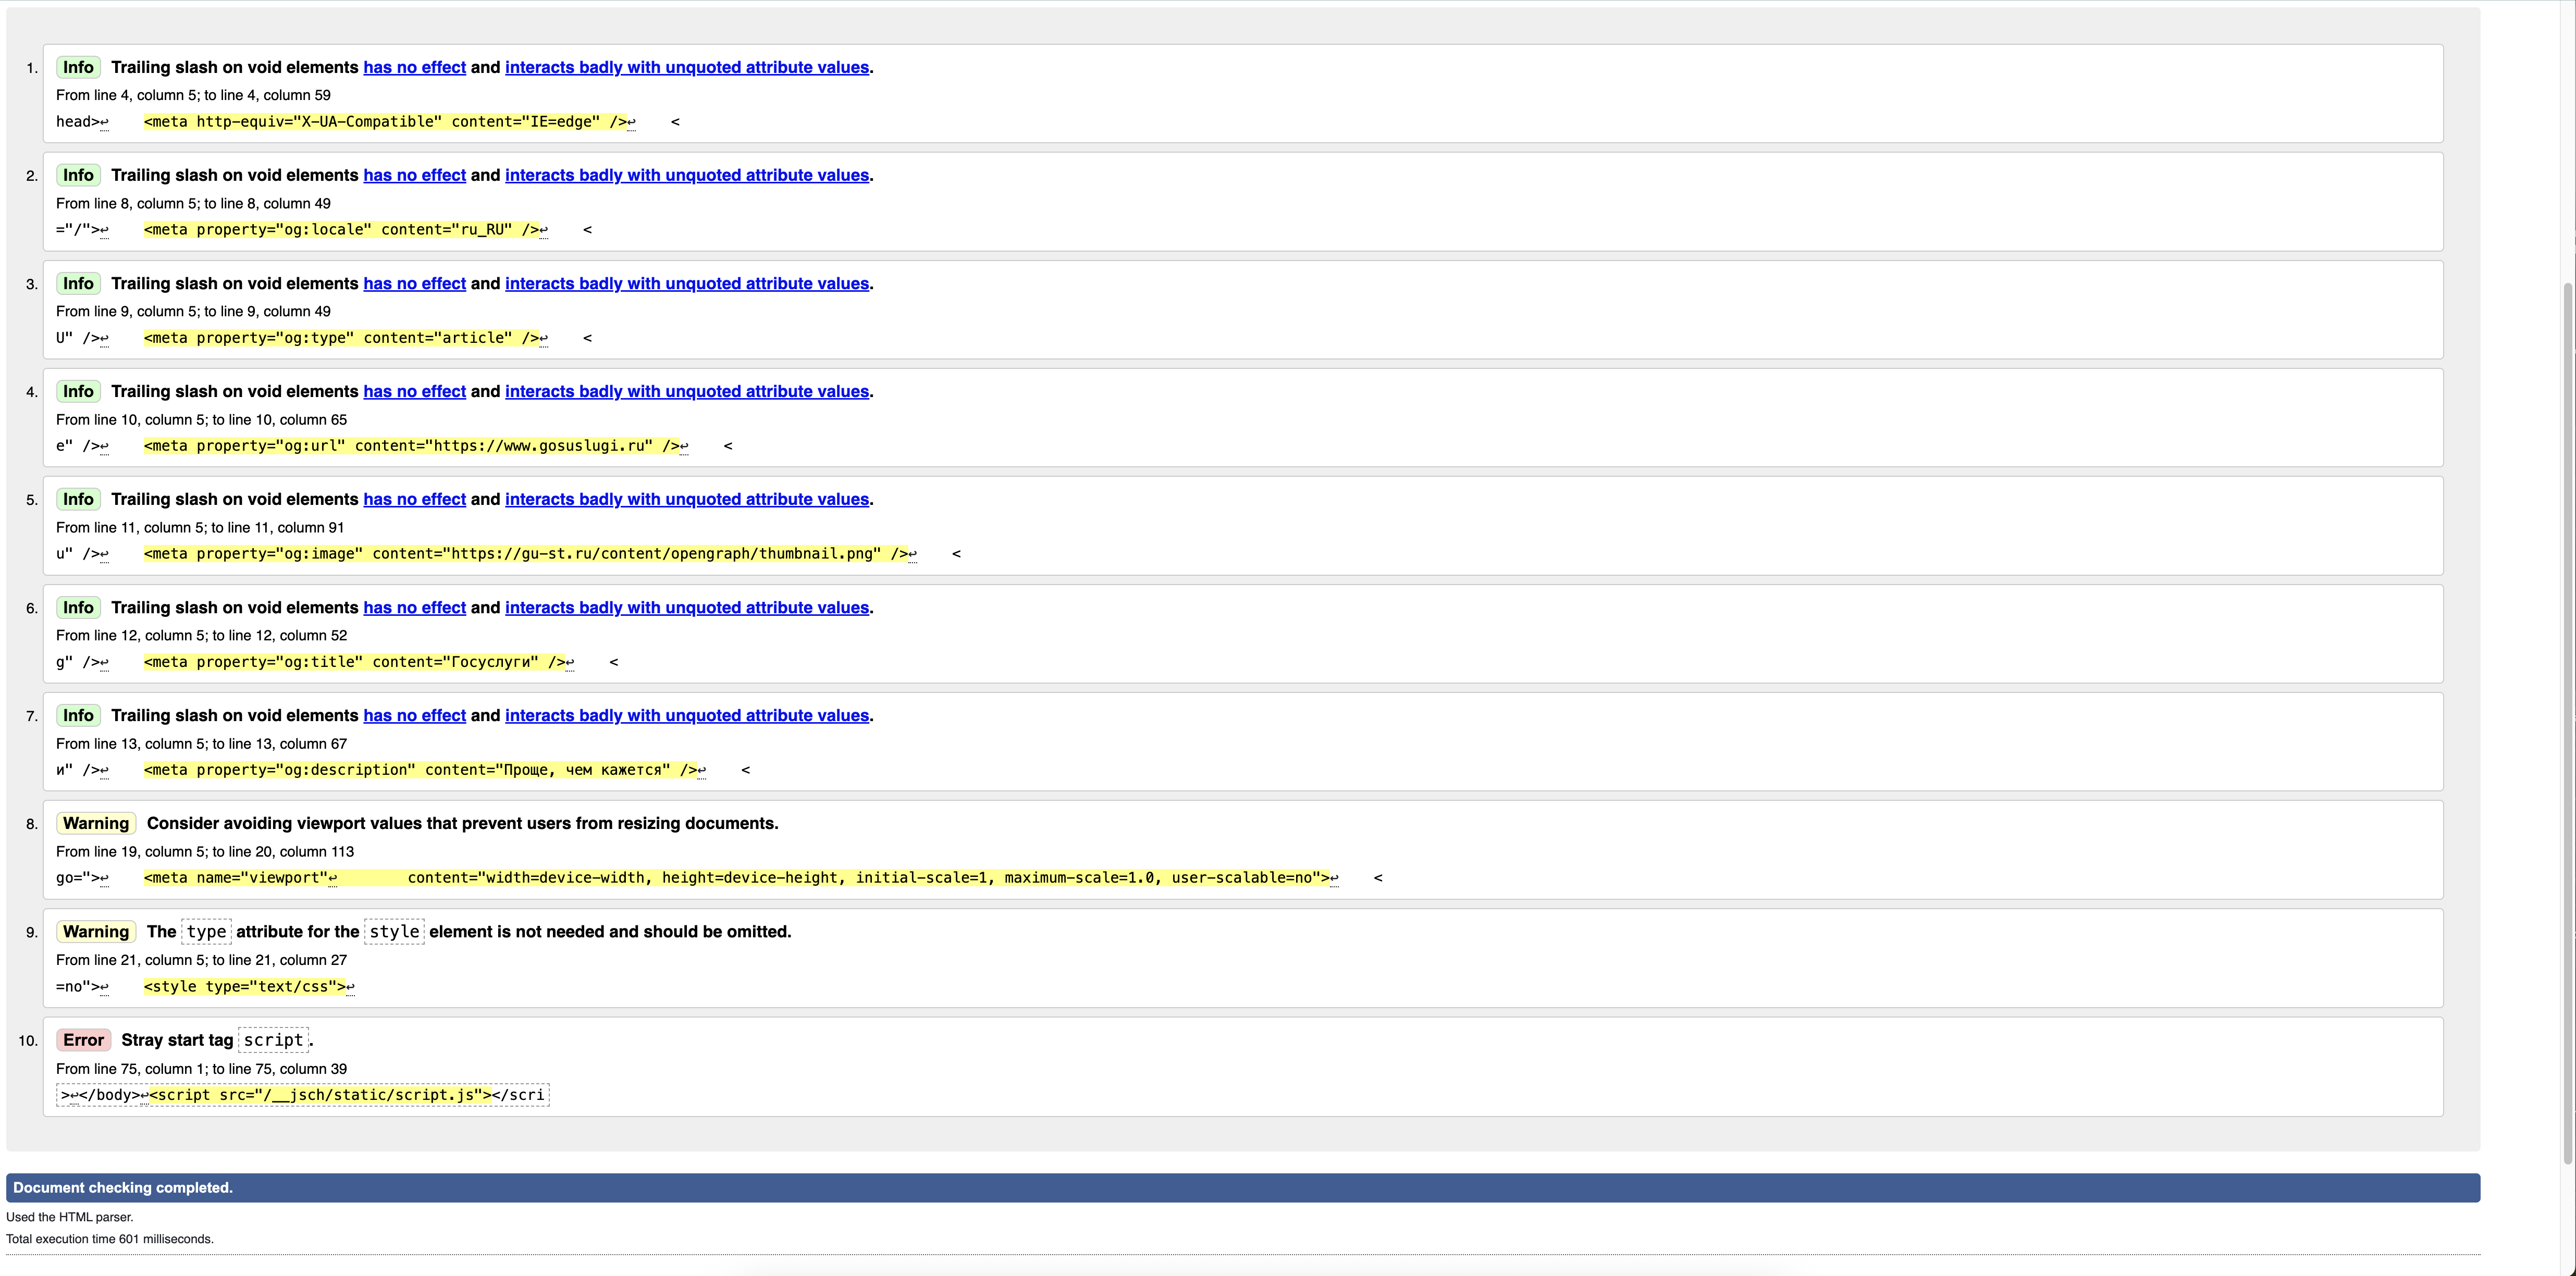 1. Info Trailing slash on void elements has no effect and interacts badly with unquoted attribute values.
From line 4, column 5; to line 4, column 59
head>↩    <meta http-equiv="X-UA-Compatible" content="IE=edge" />↩    <
2. Info Trailing slash on void elements has no effect and interacts badly with unquoted attribute values.
From line 8, column 5; to line 8, column 49
="/">↩    <meta property="og:locale" content="ru_RU" />↩    <
3. Info Trailing slash on void elements has no effect and interacts badly with unquoted attribute values.
From line 9, column 5; to line 9, column 49
U" />↩    <meta property="og:type" content="article" />↩    <
4. Info Trailing slash on void elements has no effect and interacts badly with unquoted attribute values.
From line 10, column 5; to line 10, column 65
e" />↩    <meta property="og:url" content="https://www.gosuslugi.ru" />↩    <
5. Info Trailing slash on void elements has no effect and interacts badly with unquoted attribute values.
From line 11, column 5; to line 11, column 91
u" />↩    <meta property="og:image" content="https://gu-st.ru/content/opengraph/thumbnail.png" />↩    <
6. Info Trailing slash on void elements has no effect and interacts badly with unquoted attribute values.
From line 12, column 5; to line 12, column 52
g" />↩    <meta property="og:title" content="Госуслуги" />↩    <
7. Info Trailing slash on void elements has no effect and interacts badly with unquoted attribute values.
From line 13, column 5; to line 13, column 67
и" />↩    <meta property="og:description" content="Проще, чем кажется" />↩    <
8. Warning Consider avoiding viewport values that prevent users from resizing documents.
From line 19, column 5; to line 20, column 113
go=">↩    <meta name="viewport"↩        content="width=device-width, height=device-height, initial-scale=1, maximum-scale=1.0, user-scalable=no">↩    <
9. Warning The type attribute for the style element is not needed and should be omitted.
From line 21, column 5; to line 21, column 27
=no">↩    <style type="text/css">↩
10. Error Stray start tag script.
From line 75, column 1; to line 75, column 39
>↩</body>↩<script src="/__jsch/static/script.js"></scri
Document checking completed.
Used the HTML parser.
Total execution time 601 milliseconds.